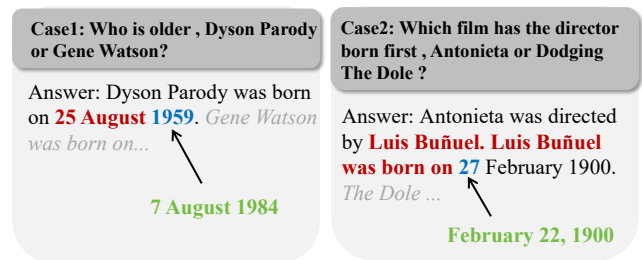 Case1: Who is older , Dyson Parody
or Gene Watson?
Answer: Dyson Parody was born
on 25 August 1959. Gene Watson
was born on...
7 August 1984
Case2: Which film has the director
born first , Antonieta or Dodging
The Dole ?
Answer: Antonieta was directed
by Luis Buñuel. Luis Buñuel
was born on 27 February 1900.
The Dole ...
February 22, 1900